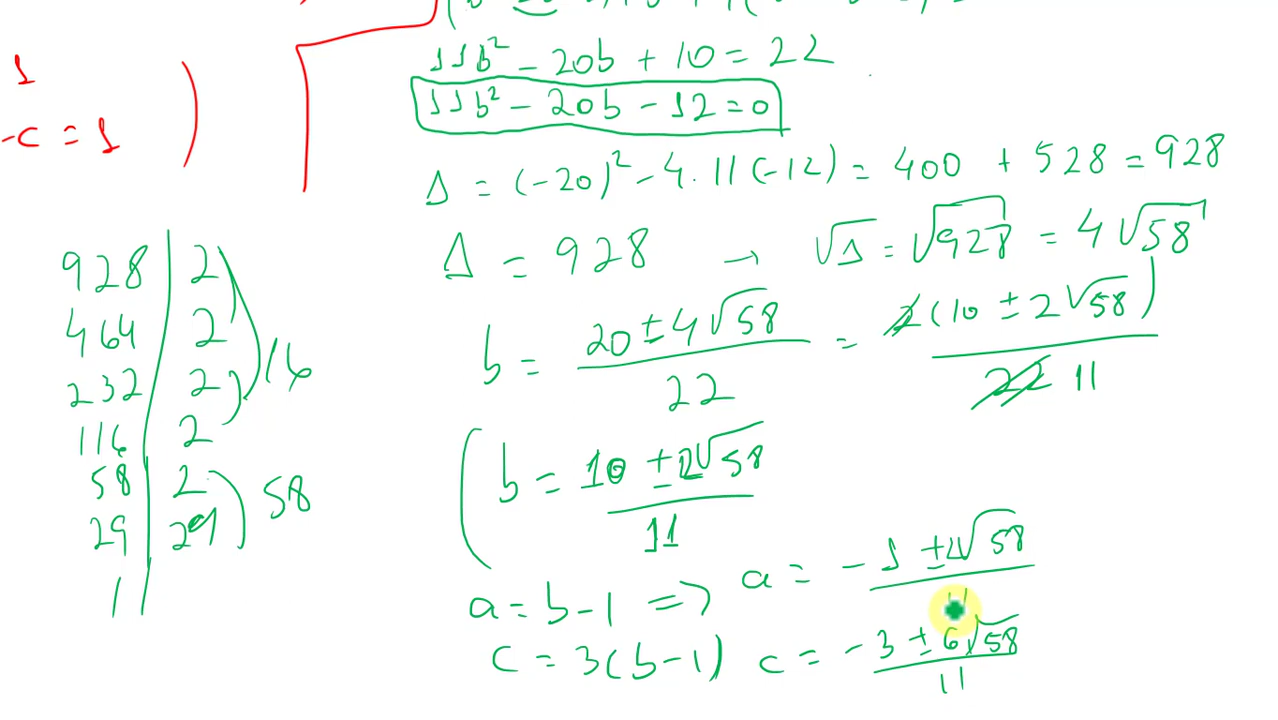 11b² − 20b + 10 = 22
11b² − 20b − 12 = 0
1
-c = 1
Δ = (−20)² − 4.11(−12) = 400 + 528 = 928
Δ = 928 → √Δ = √928 = 4√58
b = (20 ± 4√58)/22 = 2(10 ± 2√58)/22 11
b = (10 ± 2√58)/11
a = b − 1 => a = (−1 ± 2√58)/11
c = 3(b − 1) c = (−3 ± 6√58)/11
928 | 2
464 | 2
232 | 2 16
116 | 2
58 | 2
29 | 29 58
1